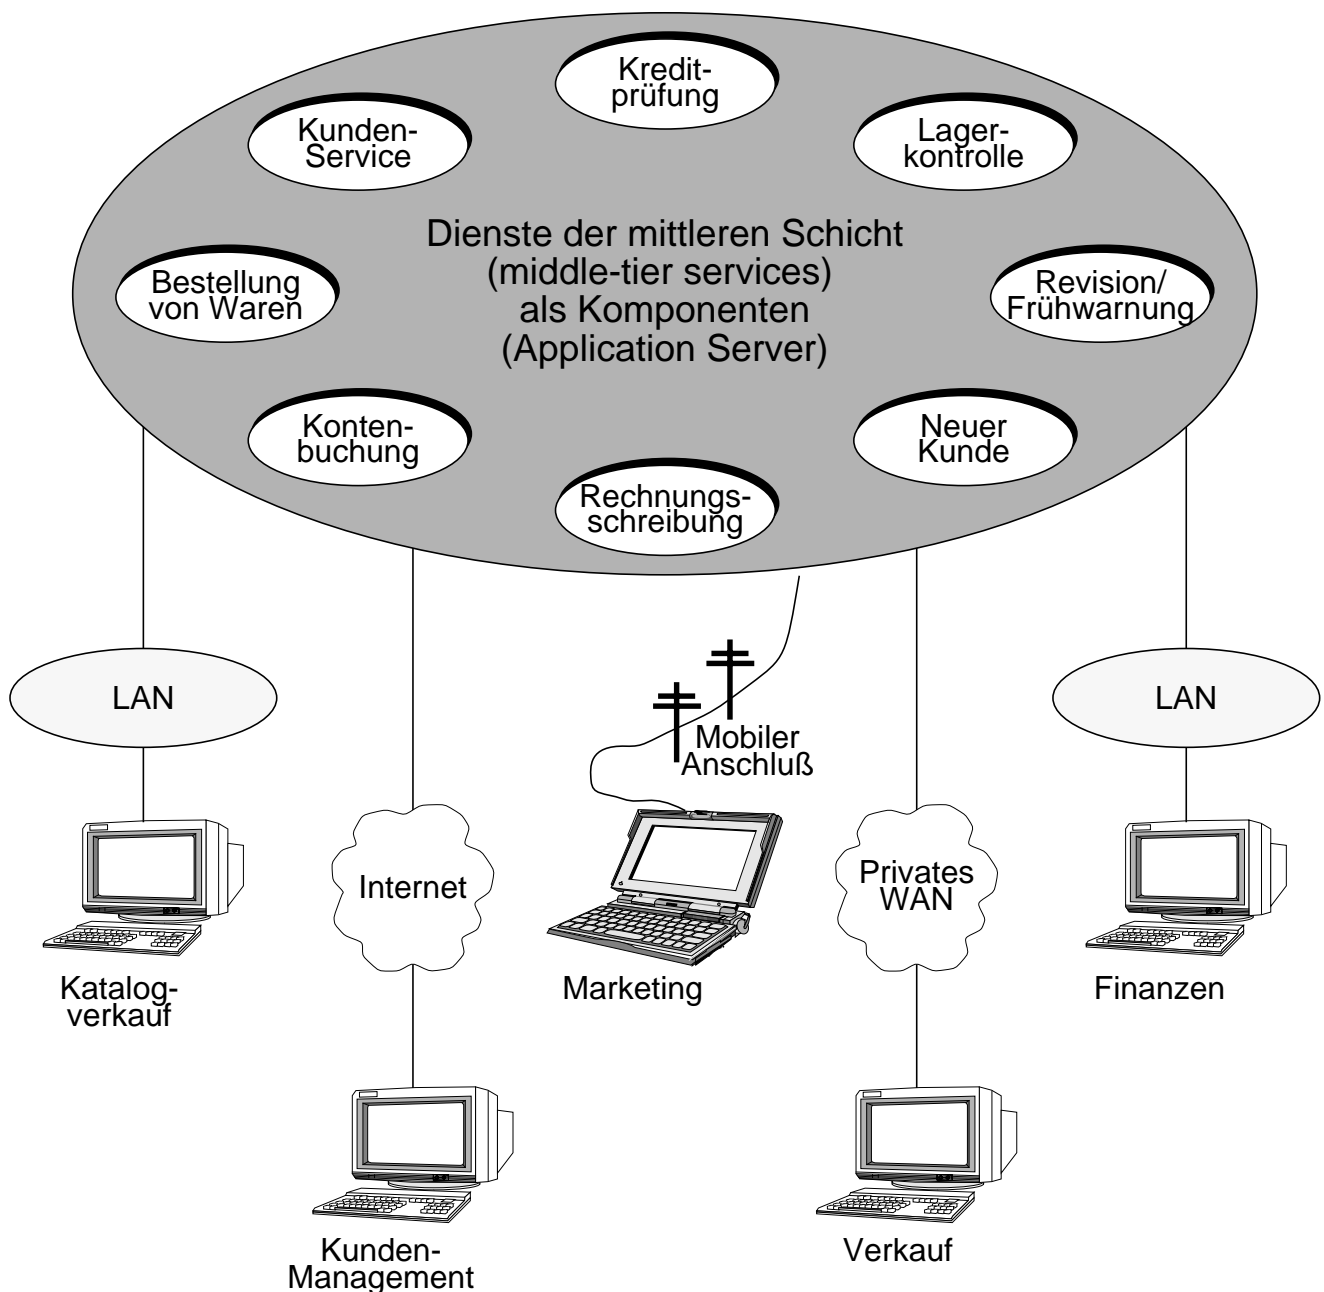 Kredit-
prüfung
Kunden-
Service
Lager-
kontrolle
Dienste der mittleren Schicht
(middle-tier services)
als Komponenten
(Application Server)
Bestellung
von Waren
Revision/
Frühwarnung
Konten-
buchung
Neuer
Kunde
Rechnungs-
schreibung
LAN
Mobiler
Anschluß
LAN
Internet
Privates
WAN
Katalog-
verkauf
Marketing
Finanzen
Kunden-
Management
Verkauf